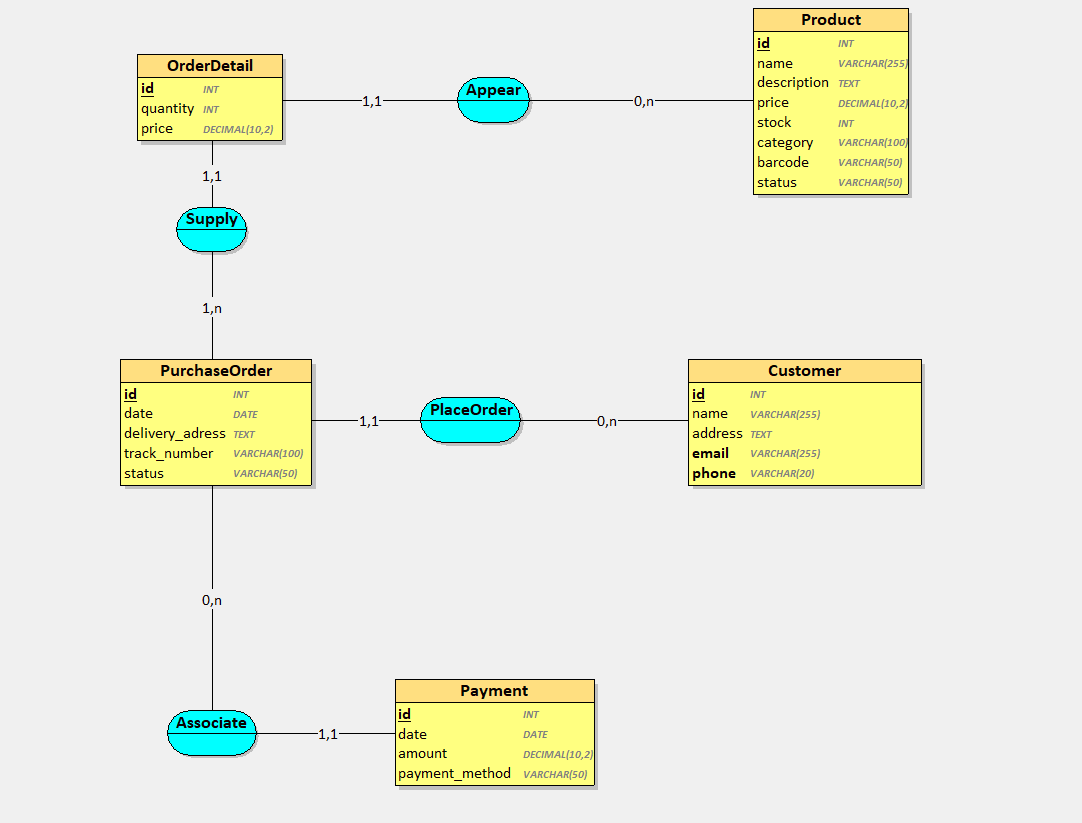 Product
id INT
name VARCHAR(255)
description TEXT
price DECIMAL(10,2)
stock INT
category VARCHAR(100)
barcode VARCHAR(50)
status VARCHAR(50)
OrderDetail
id INT
quantity INT
price DECIMAL(10,2)
1,1
Appear
0,n
1,1
Supply
1,n
PurchaseOrder
id INT
date DATE
delivery_adress TEXT
track_number VARCHAR(100)
status VARCHAR(50)
1,1
PlaceOrder
0,n
Customer
id INT
name VARCHAR(255)
address TEXT
email VARCHAR(255)
phone VARCHAR(20)
0,n
Associate
1,1
Payment
id INT
date DATE
amount DECIMAL(10,2)
payment_method VARCHAR(50)